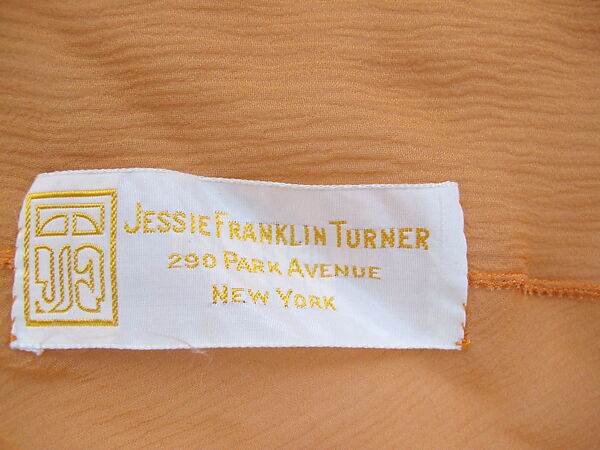 JESSIE FRANKLIN TURNER
290 PARK AVENUE
NEW YORK